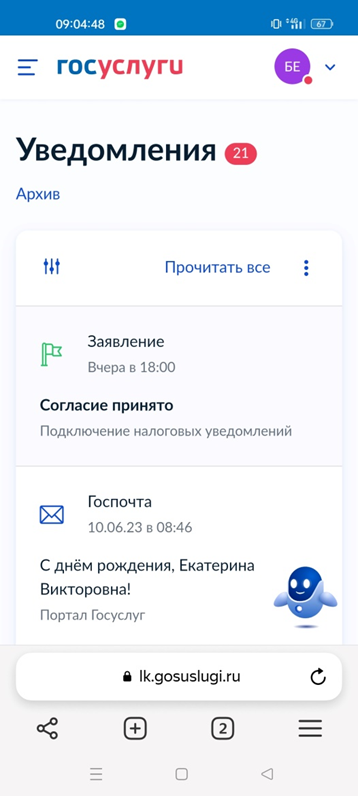 09:04:48
4G
67
госуслуги
БЕ
Уведомления 21
Архив
Прочитать все
Заявление
Вчера в 18:00
Согласие принято
Подключение налоговых уведомлений
Госпочта
10.06.23 в 08:46
С днём рождения, Екатерина
Викторовна!
Портал Госуслуг
lk.gosuslugi.ru
2